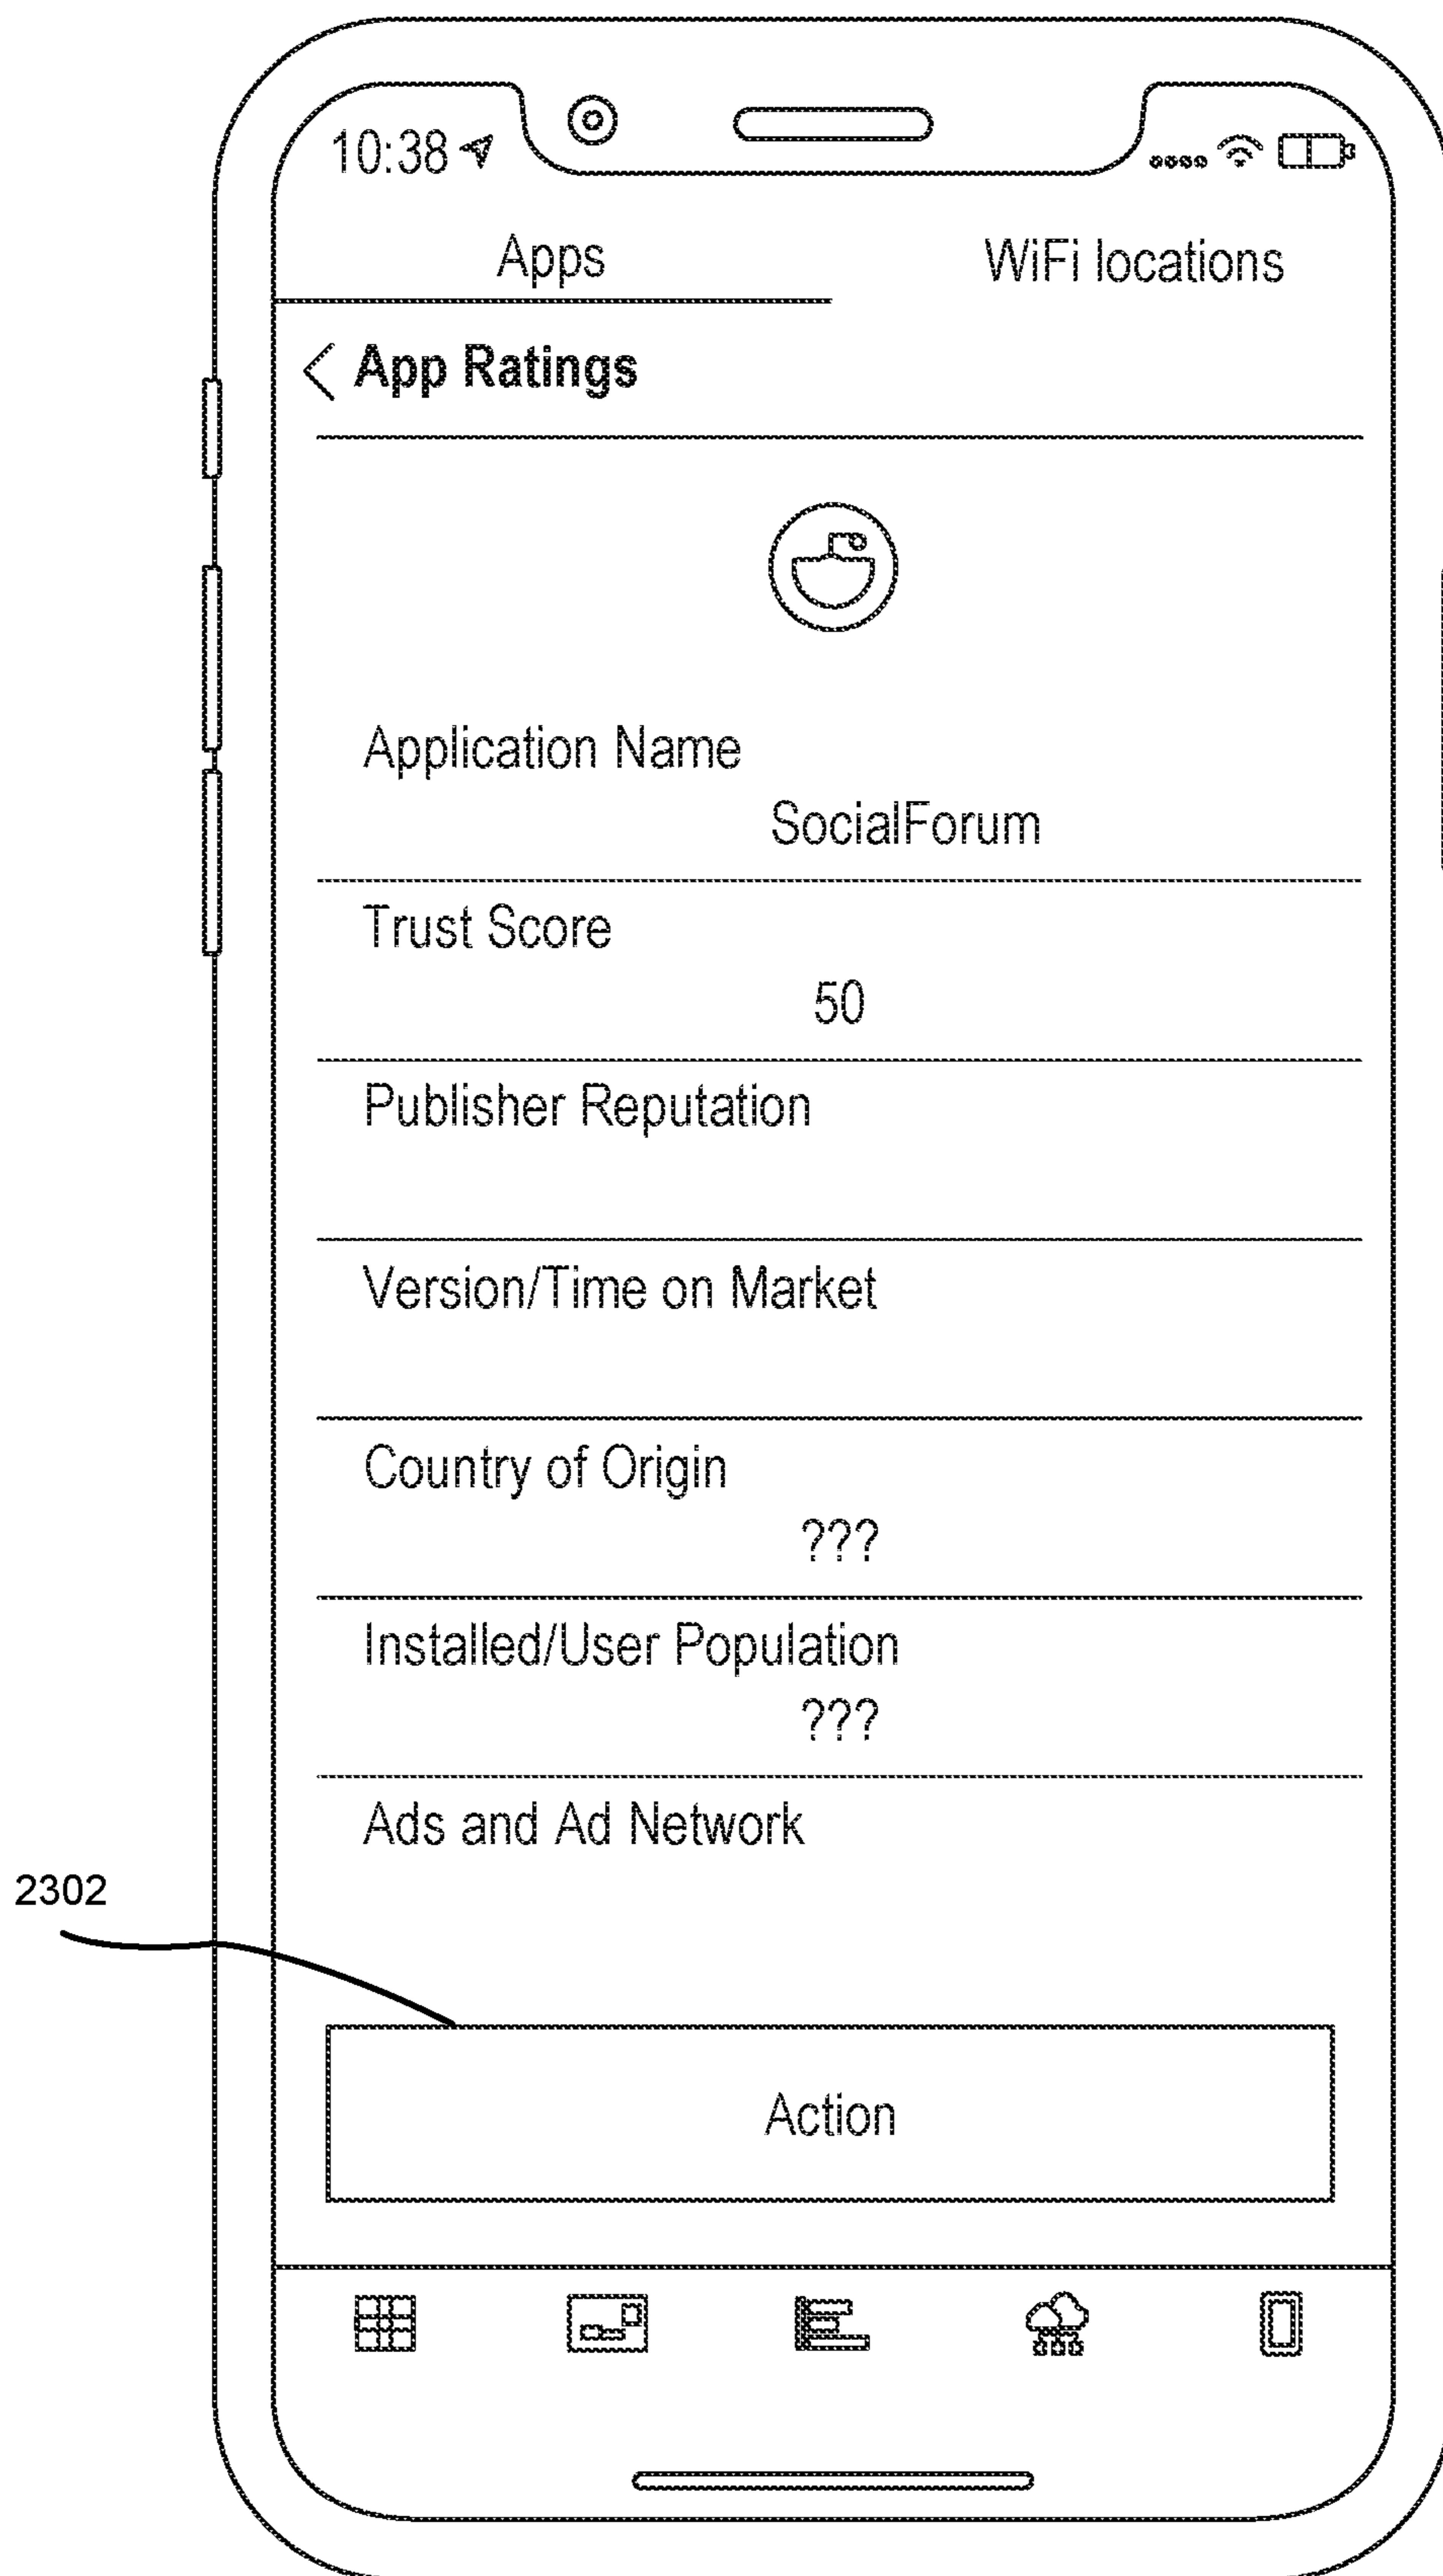 10:38
Apps WiFi locations
App Ratings
Application Name
SocialForum
Trust Score
50
Publisher Reputation
Version/Time on Market
Country of Origin
???
Installed/User Population
???
Ads and Ad Network
2302
Action